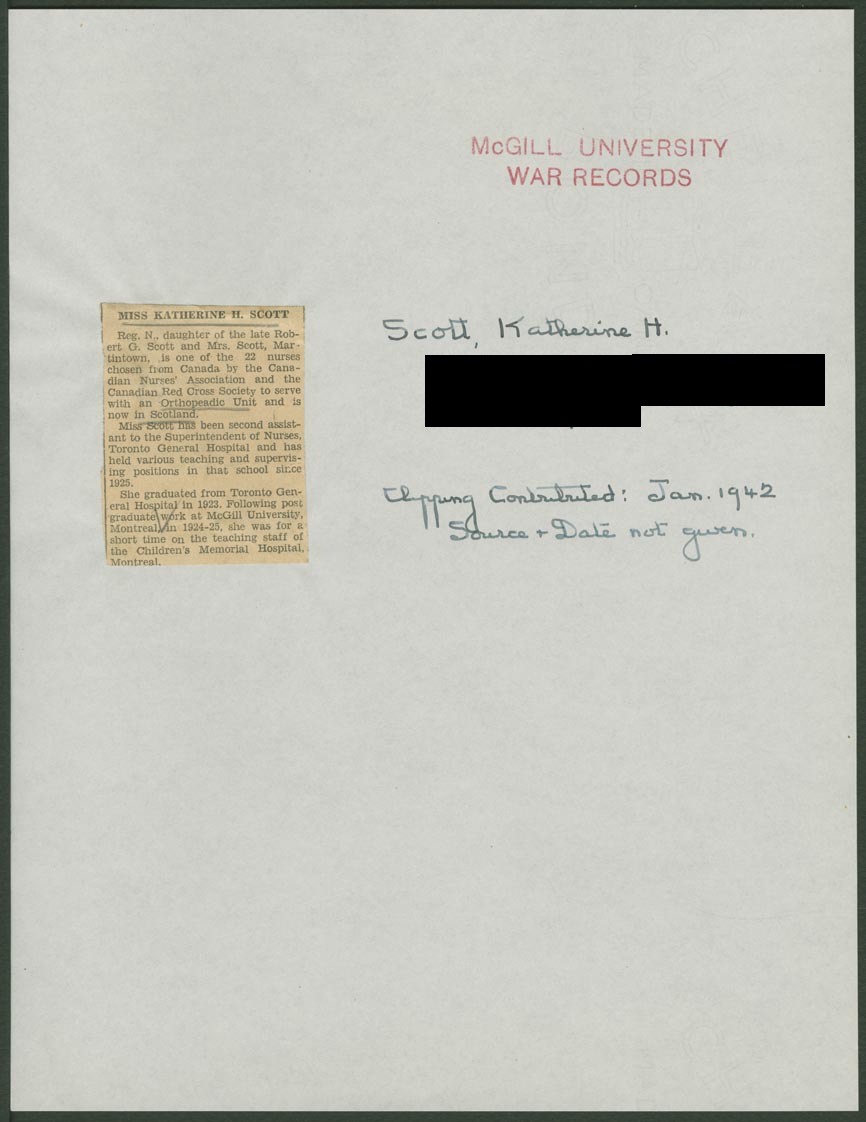 McGILL UNIVERSITY
WAR RECORDS
MISS KATHERINE H. SCOTT
Reg. N., daughter of the late Rob-
ert G. Scott and Mrs. Scott, Mar-
tintown, is one of the 22 nurses
chosen from Canada by the Cana-
dian Nurses' Association and the
Canadian Red Cross Society to serve
with an Orthopeadic Unit and is
now in Scotland.
Miss Scott has been second assist-
ant to the Superintendent of Nurses,
Toronto General Hospital and has
held various teaching and supervis-
ing positions in that school since
1925.
She graduated from Toronto Gen-
eral Hospital in 1923. Following post
graduate work at McGill University,
Montreal, in 1924-25, she was for a
short time on the teaching staff of
the Children's Memorial Hospital,
Montreal.
Scott, Katherine H.
Clipping Contributed: Jan. 1942
Source + Date not given.